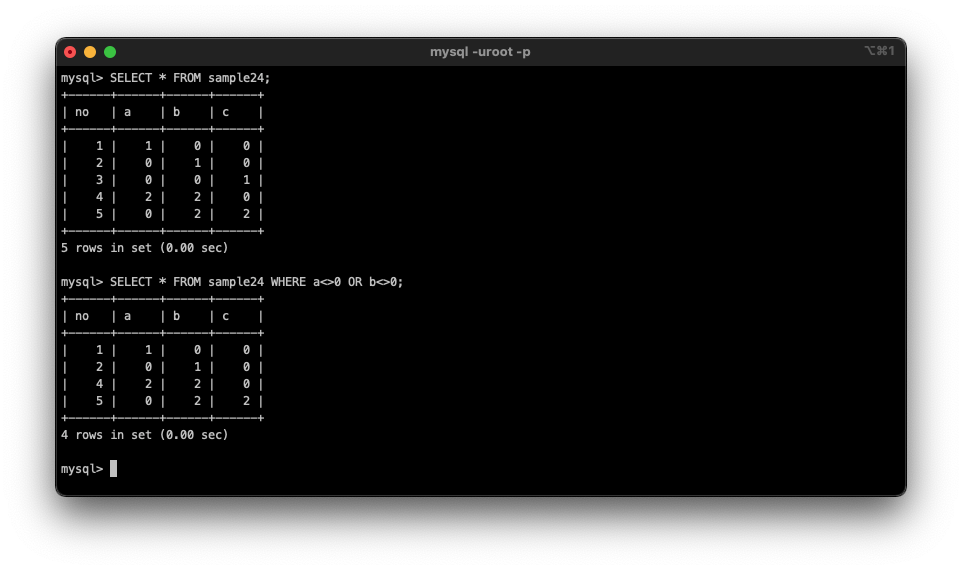 mysql -uroot -p
⌥⌘1
mysql> SELECT * FROM sample24;
+------+------+------+------+
| no   | a    | b    | c    |
+------+------+------+------+
|    1 |    1 |    0 |    0 |
|    2 |    0 |    1 |    0 |
|    3 |    0 |    0 |    1 |
|    4 |    2 |    2 |    0 |
|    5 |    0 |    2 |    2 |
+------+------+------+------+
5 rows in set (0.00 sec)
mysql> SELECT * FROM sample24 WHERE a<>0 OR b<>0;
+------+------+------+------+
| no   | a    | b    | c    |
+------+------+------+------+
|    1 |    1 |    0 |    0 |
|    2 |    0 |    1 |    0 |
|    4 |    2 |    2 |    0 |
|    5 |    0 |    2 |    2 |
+------+------+------+------+
4 rows in set (0.00 sec)
mysql>